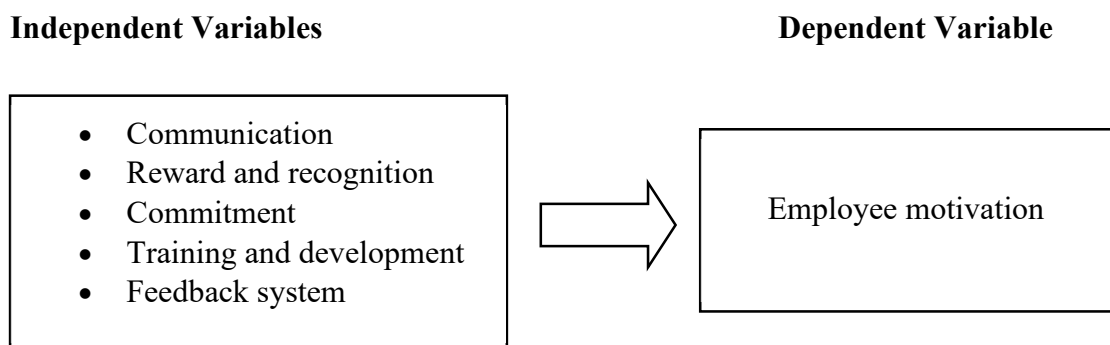 Independent Variables
Dependent Variable
• Communication
• Reward and recognition
• Commitment
• Training and development
• Feedback system
Employee motivation